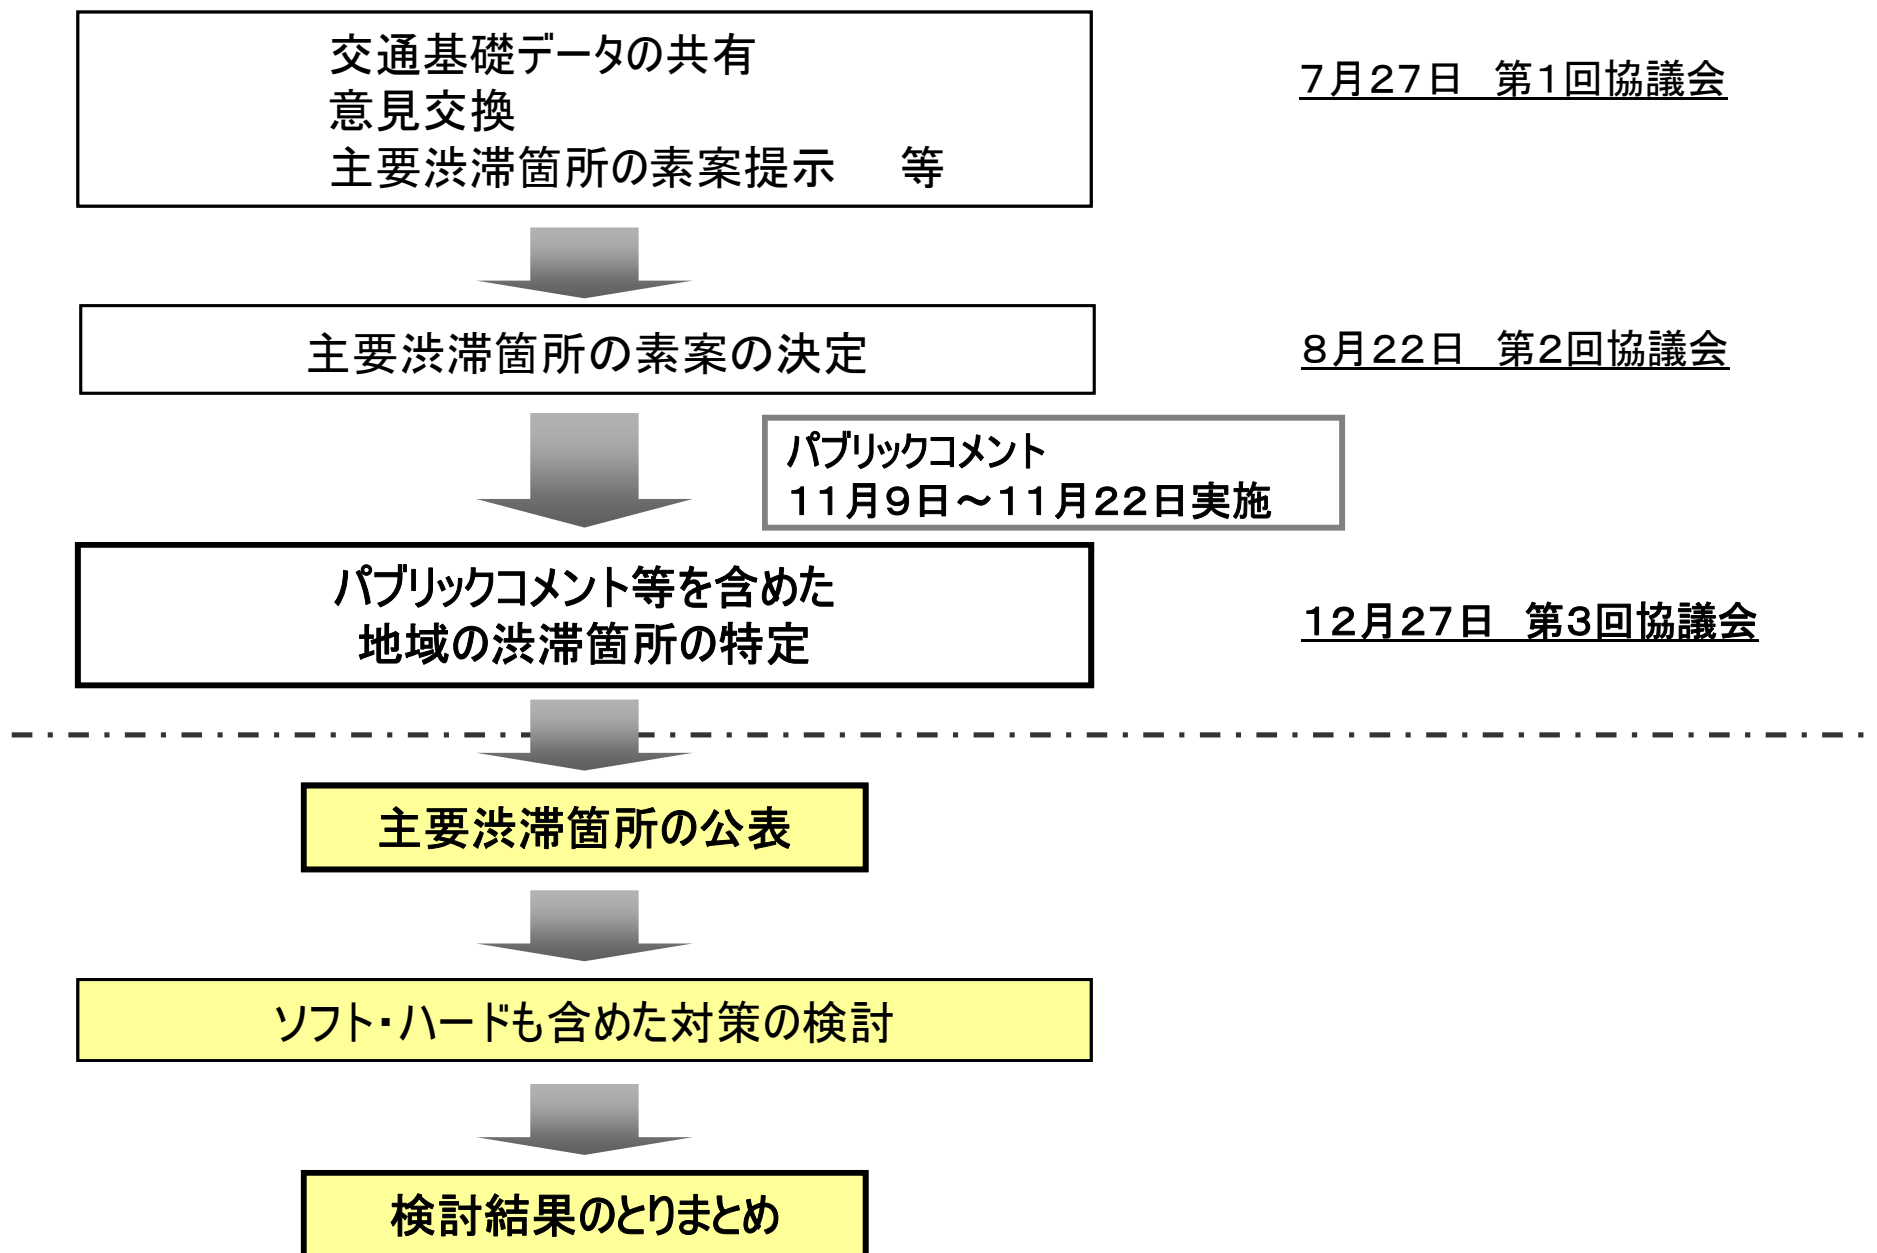 交通基礎データの共有
意見交換
主要渋滞箇所の素案提示　等
7月27日　第1回協議会
主要渋滞箇所の素案の決定
8月22日　第2回協議会
パブリックコメント
11月9日～11月22日実施
パブリックコメント等を含めた
地域の渋滞箇所の特定
12月27日　第3回協議会
主要渋滞箇所の公表
ソフト・ハードも含めた対策の検討
検討結果のとりまとめ